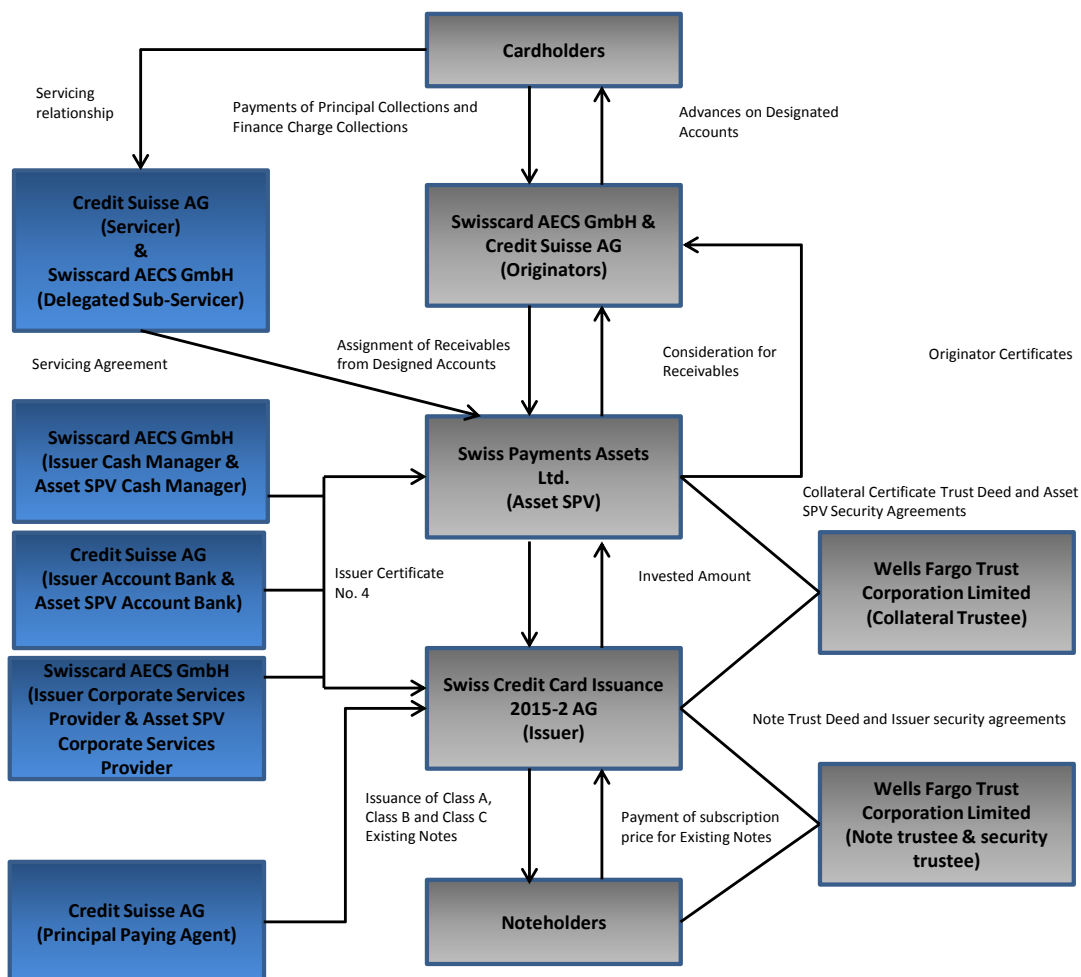 Cardholders
Servicing
relationship
Payments of Principal Collections and
Finance Charge Collections
Advances on Designated
Accounts
Credit Suisse AG
(Servicer)
&
Swisscard AECS GmbH
(Delegated Sub-Servicer)
Swisscard AECS GmbH &
Credit Suisse AG
(Originators)
Servicing Agreement
Assignment of Receivables
from Designed Accounts
Consideration for
Receivables
Originator Certificates
Swisscard AECS GmbH
(Issuer Cash Manager &
Asset SPV Cash Manager)
Swiss Payments Assets
Ltd.
(Asset SPV)
Collateral Certificate Trust Deed and Asset
SPV Security Agreements
Credit Suisse AG
(Issuer Account Bank &
Asset SPV Account Bank)
Issuer Certificate
No. 4
Invested Amount
Wells Fargo Trust
Corporation Limited
(Collateral Trustee)
Swisscard AECS GmbH
(Issuer Corporate Services
Provider & Asset SPV
Corporate Services
Provider
Swiss Credit Card Issuance
2015-2 AG
(Issuer)
Note Trust Deed and Issuer security agreements
Issuance of Class A,
Class B and Class C
Existing Notes
Payment of subscription
price for Existing Notes
Wells Fargo Trust
Corporation Limited
(Note trustee & security
trustee)
Credit Suisse AG
(Principal Paying Agent)
Noteholders